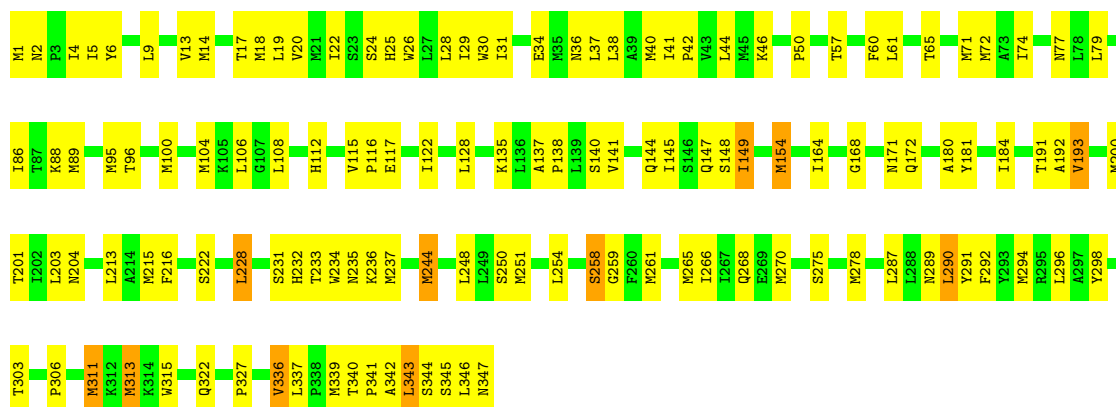 M1 N2 P3 I4 I5 Y6 L9 V13 M14 T17 M18 L19 V20 M21 I22 S23 S24 H25 W26 L27 L28 I29 W30 I31 E34 M35 N36 L37 L38 A39 M40 I41 P42 V43 L44 M45 K46 P50 T57 F60 L61 T65 M71 M72 A73 I74 N77 L78 L79
I86 T87 K88 M89 M95 T96 M100 M104 K105 L106 G107 L108 H112 V115 P116 E117 I122 L128 K135 L136 A137 P138 L139 S140 V141 Q144 I145 S146 Q147 S148 I149 M154 I164 G168 N171 Q172 A180 Y181 I184 T191 A192 V193 M200
T201 I202 L203 N204 L213 A214 M215 F216 S222 L228 S231 H232 T233 W234 N235 K236 M237 M244 L248 L249 S250 M251 L254 S258 G259 F260 M261 M265 I266 I267 Q268 E269 M270 S275 M278 L287 L288 N289 L290 Y291 F292 Y293 M294 R295 L296 A297 Y298
T303 P306 M311 K312 M313 K314 W315 Q322 P327 V336 L337 P338 M339 T340 P341 A342 L343 S344 S345 L346 N347